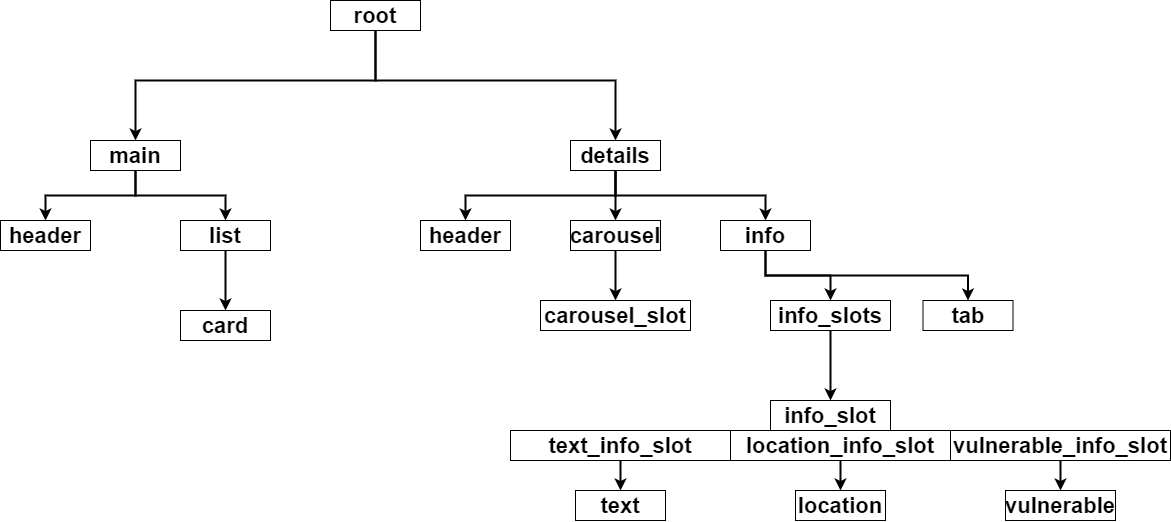 root
main
details
header
list
header
carousel
info
card
carousel_slot
info_slots
tab
info_slot
text_info_slot
location_info_slot
vulnerable_info_slot
text
location
vulnerable